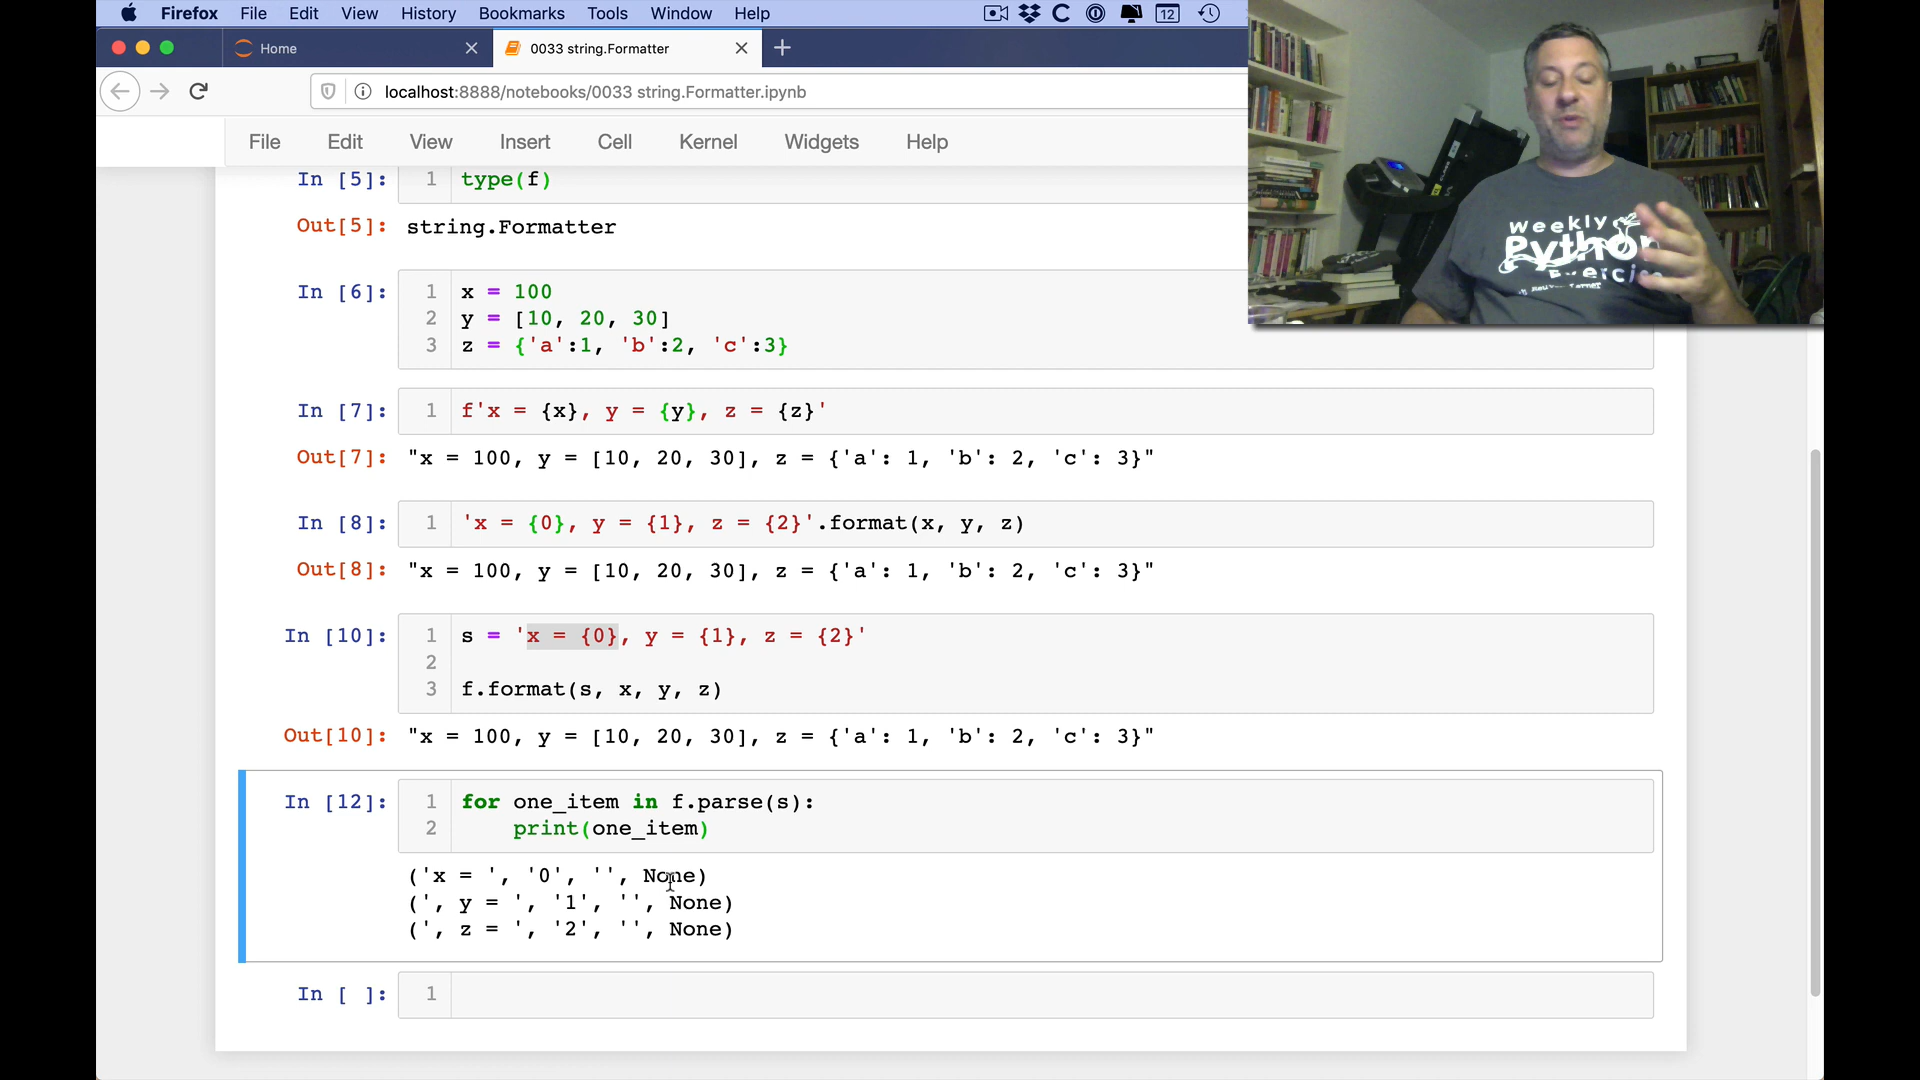 Firefox File Edit View History Bookmarks Tools Window Help
12
Home
0033 string.Formatter
localhost:8888/notebooks/0033 string.Formatter.ipynb
File Edit View Insert Cell Kernel Widgets Help
In [5]: 1 type(f)
Out[5]: string.Formatter
In [6]: 1 x = 100
2 y = [10, 20, 30]
3 z = {'a':1, 'b':2, 'c':3}
In [7]: 1 f'x = {x}, y = {y}, z = {z}'
Out[7]: "x = 100, y = [10, 20, 30], z = {'a': 1, 'b': 2, 'c': 3}"
In [8]: 1 'x = {0}, y = {1}, z = {2}'.format(x, y, z)
Out[8]: "x = 100, y = [10, 20, 30], z = {'a': 1, 'b': 2, 'c': 3}"
In [10]: 1 s = 'x = {0}, y = {1}, z = {2}'
2
3 f.format(s, x, y, z)
Out[10]: "x = 100, y = [10, 20, 30], z = {'a': 1, 'b': 2, 'c': 3}"
In [12]: 1 for one_item in f.parse(s):
2 print(one_item)
('x = ', '0', '', None)
(', y = ', '1', '', None)
(', z = ', '2', '', None)
In [ ]: 1
Weekly
Python